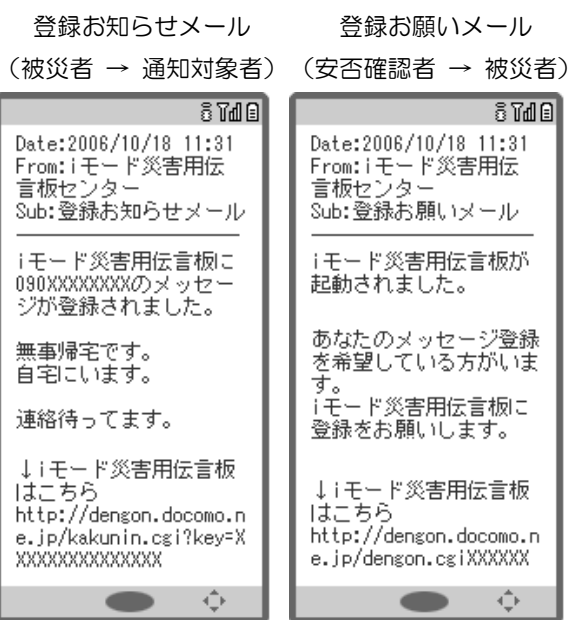 登録お知らせメール
（被災者 → 通知対象者）
Date:2006/10/18 11:31
From:iモード災害用伝
言板センター
Sub:登録お知らせメール
iモード災害用伝言板に
090XXXXXXXXのメッセー
ジが登録されました。
無事帰宅です。
自宅にいます。
連絡待ってます。
↓iモード災害用伝言板
はこちら
http://dengon.docomo.n
e.jp/kakunin.cgi?key=X
XXXXXXXXXXXXXX
登録お願いメール
（安否確認者 → 被災者）
Date:2006/10/18 11:31
From:iモード災害用伝
言板センター
Sub:登録お願いメール
iモード災害用伝言板が
起動されました。
あなたのメッセージ登録
を希望している方がいま
す。
iモード災害用伝言板に
登録をお願いします。
↓iモード災害用伝言板
はこちら
http://dengon.docomo.n
e.jp/dengon.cgiXXXXXX